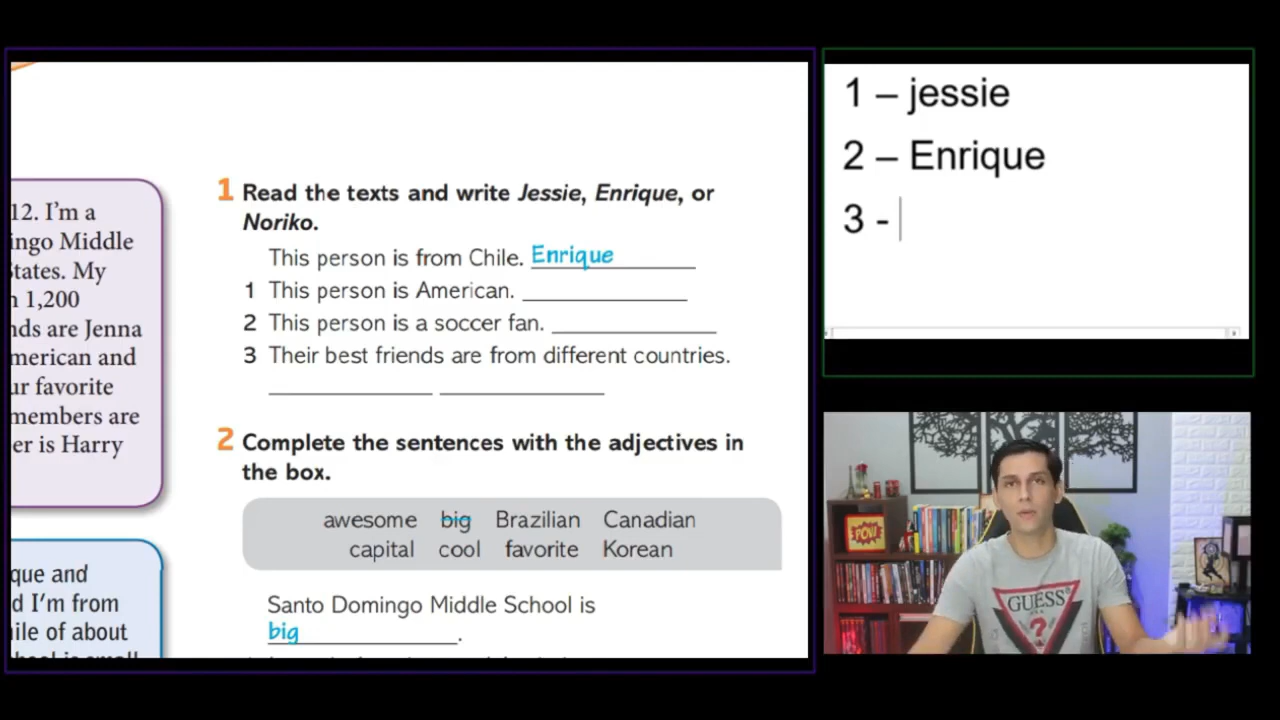 12. I'm a
ingo Middle
States. My
n 1,200
nds are Jenna
merican and
ur favorite
members are
er is Harry
que and
d I'm from
ile of about
1 Read the texts and write Jessie, Enrique, or
Noriko.
This person is from Chile. Enrique
1 This person is American.
2 This person is a soccer fan.
3 Their best friends are from different countries.
2 Complete the sentences with the adjectives in
the box.
awesome big Brazilian Canadian
capital cool favorite Korean
Santo Domingo Middle School is
big.
1 – jessie
2 – Enrique
3 -
POW!
GUESS
?